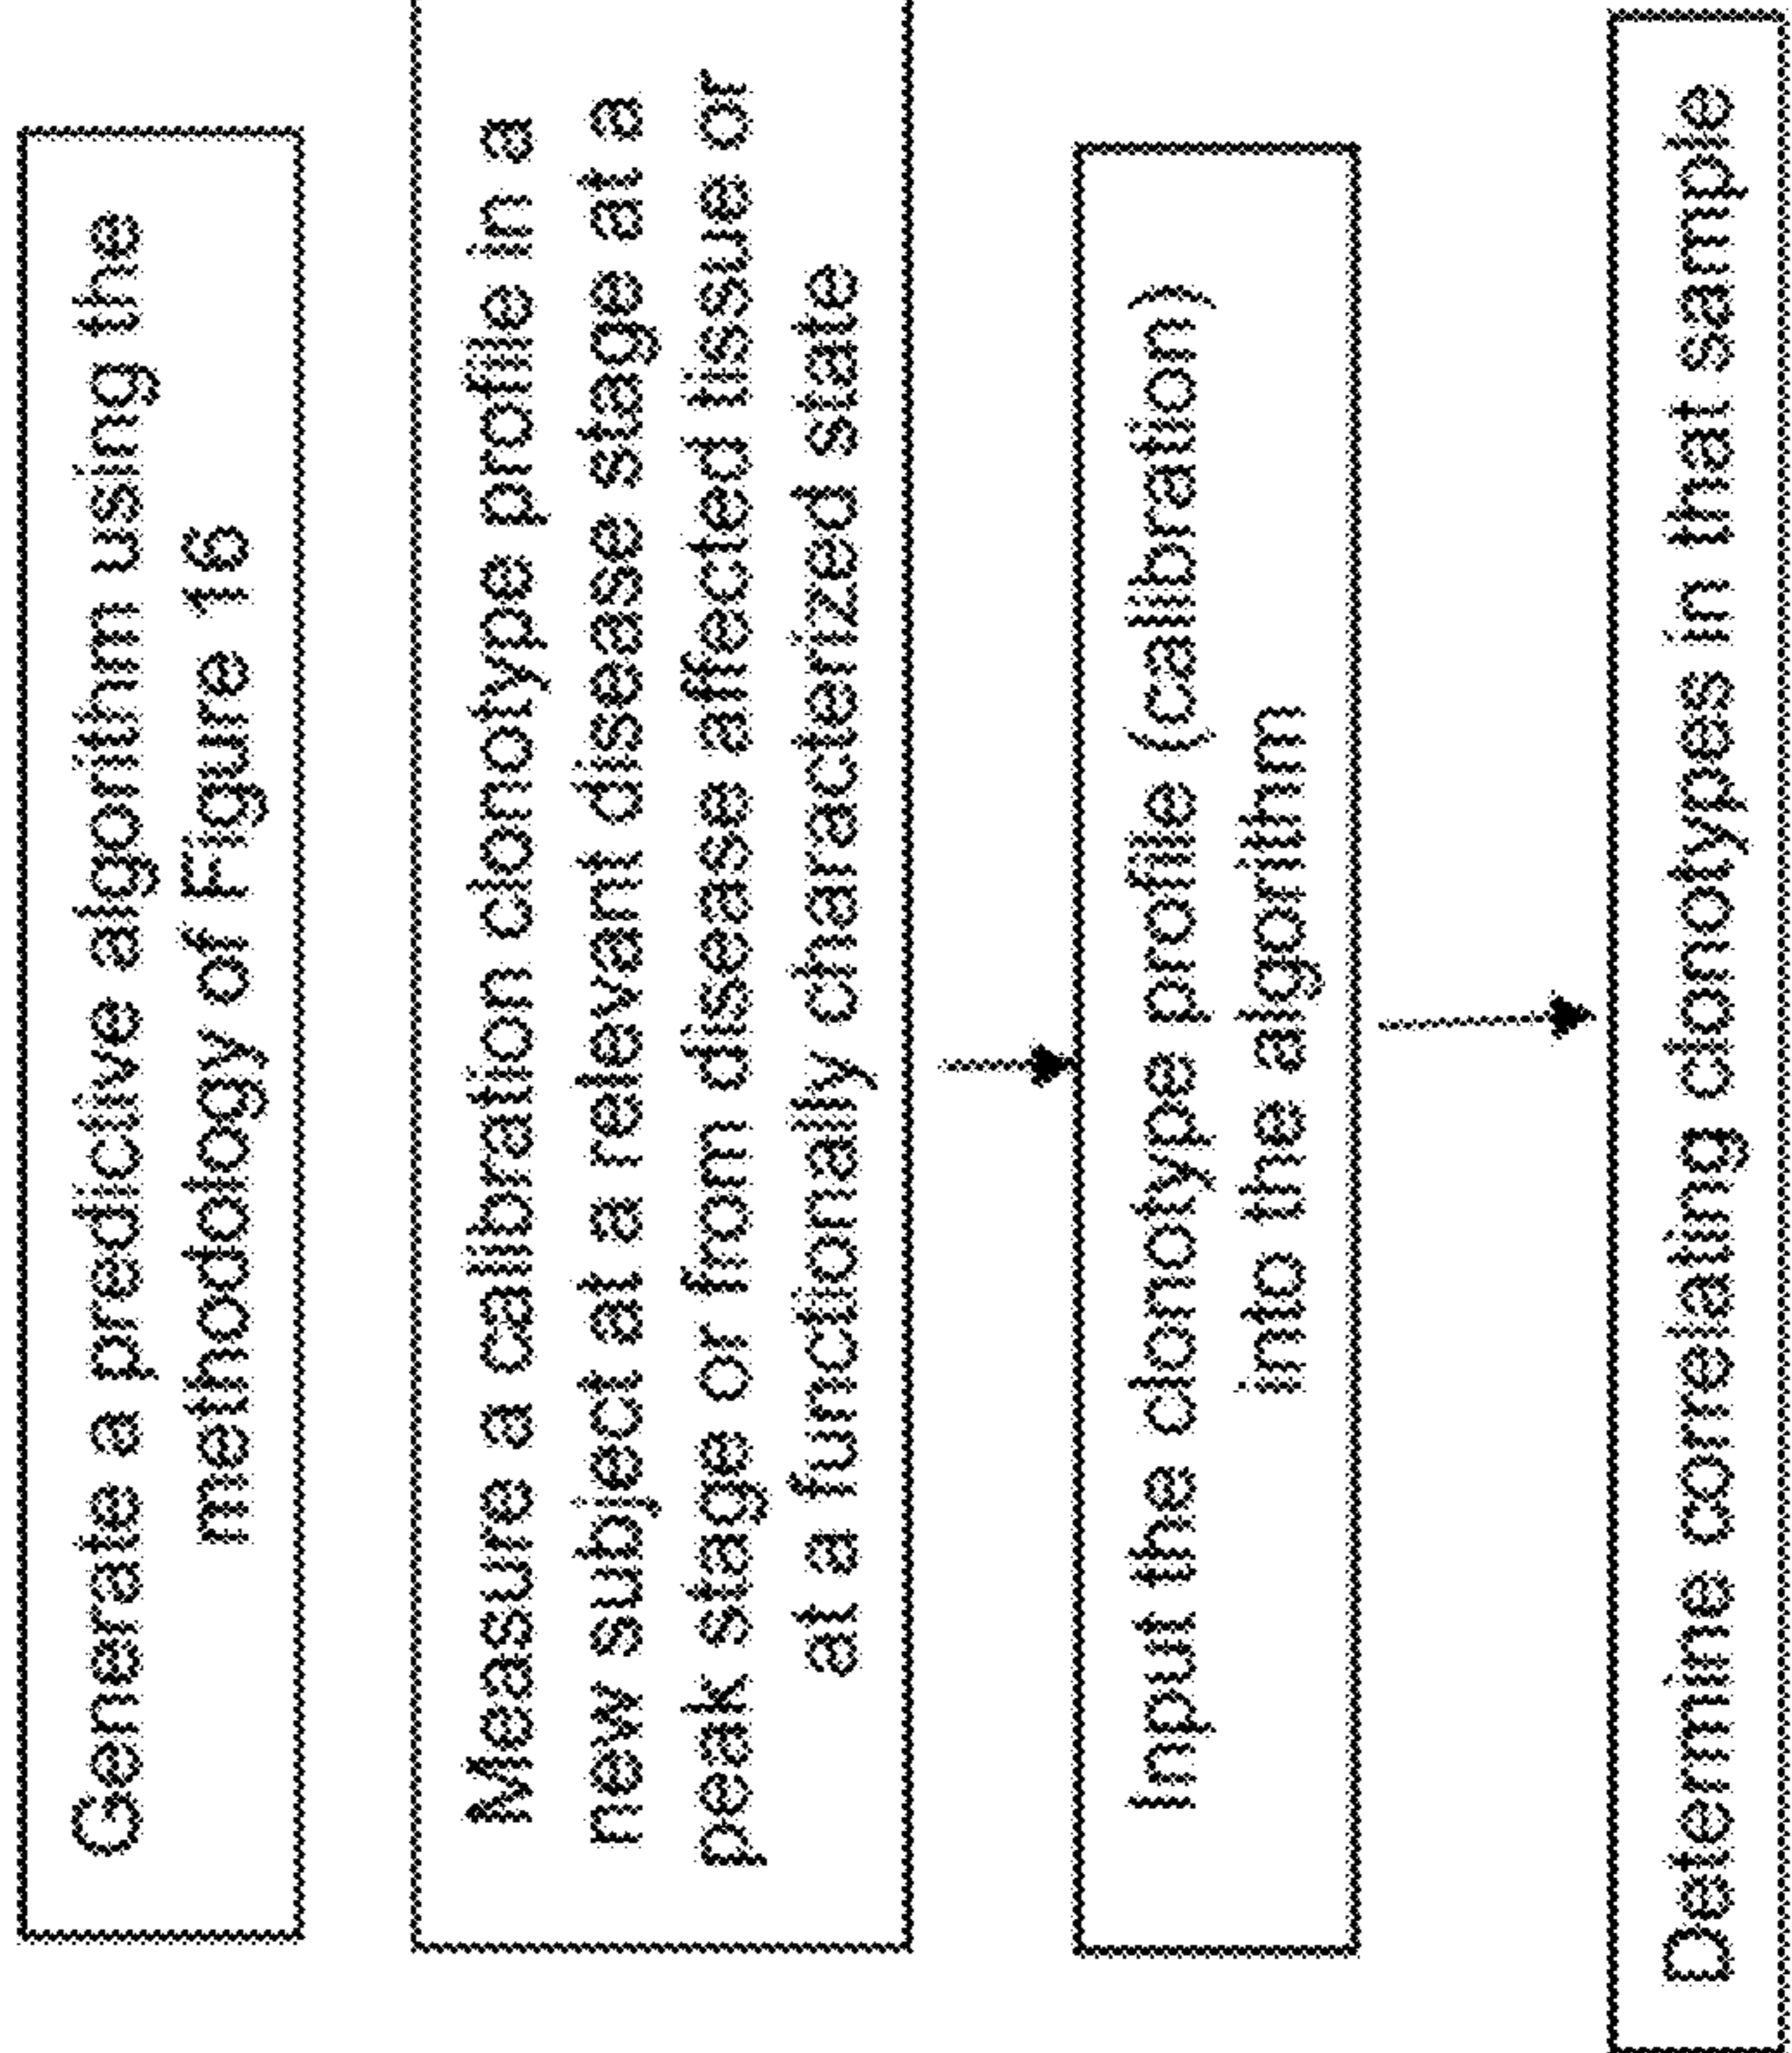 Generate a predictive algorithm using the
methodology of Figure 16
Measure a calibration clonotype profile in a
new subject at a relevant disease stage at a
peak stage or from disease affected tissue or
at a functionally characterized state
Input the clonotype profile (calibration)
into the algorithm
Determine correlating clonotypes in that sample